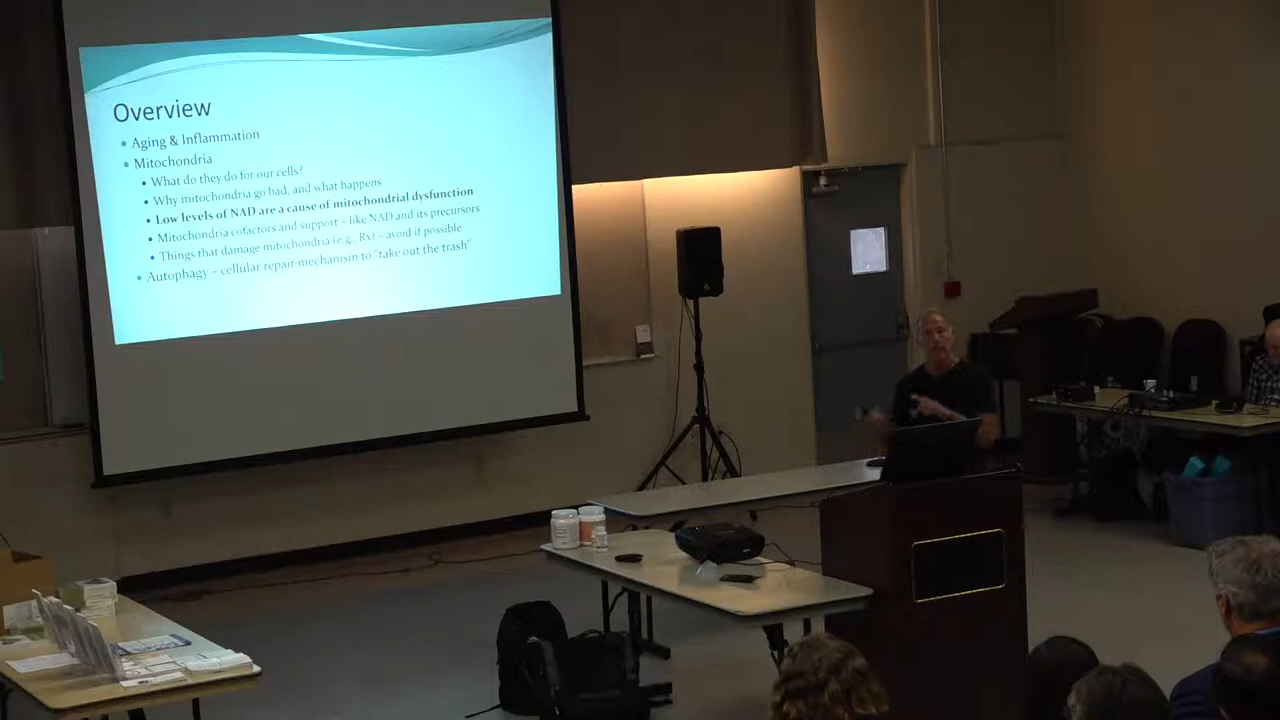 Overview
• Aging & Inflammation
• Mitochondria
• What do they do for our cells?
• Why mitochondria go bad, and what happens
• Low levels of NAD are a cause of mitochondrial dysfunction
• Mitochondria cofactors and support – like NAD and its precursors
• Things that damage mitochondria (e.g., Rx) – avoid if possible
• Autophagy – cellular repair mechanism to "take out the trash"